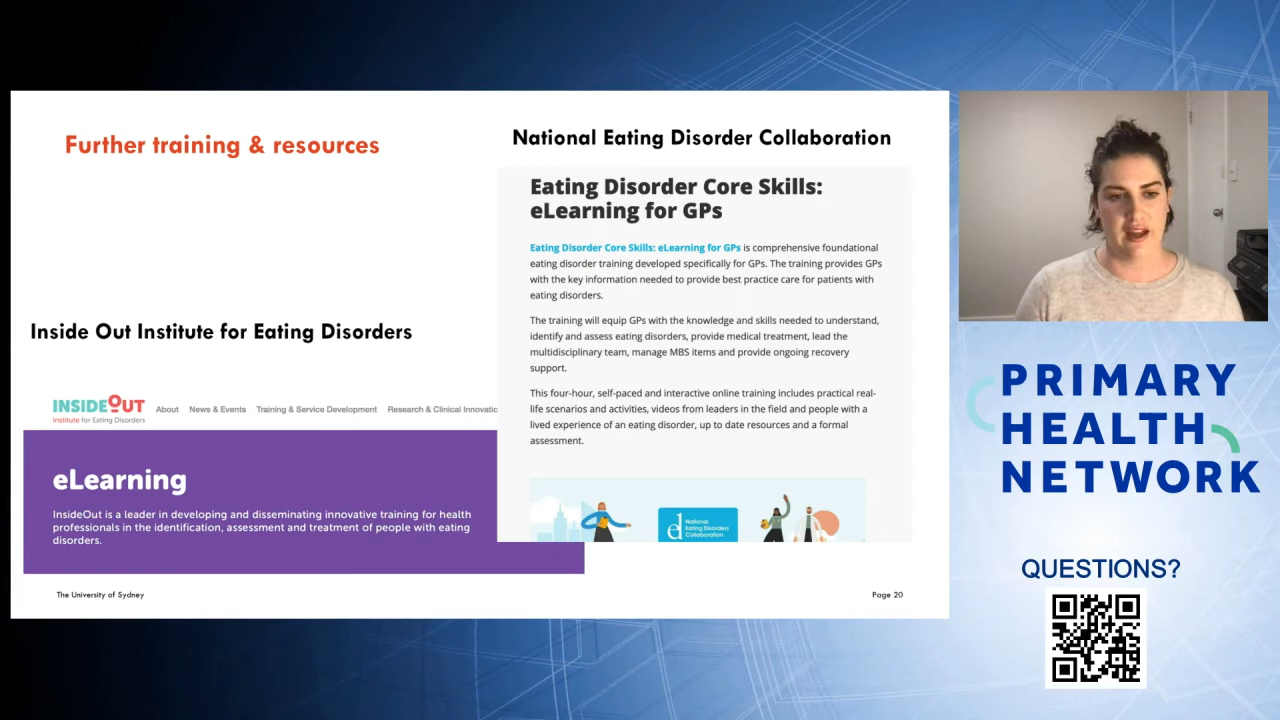 Further training & resources
Inside Out Institute for Eating Disorders
INSIDEOUT
Institute for Eating Disorders
About
News & Events
Training & Service Development
Research & Clinical Innovatio
eLearning
InsideOut is a leader in developing and disseminating innovative training for health
professionals in the identification, assessment and treatment of people with eating
disorders.
National Eating Disorder Collaboration
Eating Disorder Core Skills:
eLearning for GPs
Eating Disorder Core Skills: eLearning for GPs is comprehensive foundational
eating disorder training developed specifically for GPs. The training provides GPs
with the key information needed to provide best practice care for patients with
eating disorders.
The training will equip GPs with the knowledge and skills needed to understand,
identify and assess eating disorders, provide medical treatment, lead the
multidisciplinary team, manage MBS items and provide ongoing recovery
support.
This four-hour, self-paced and interactive online training includes practical real-
life scenarios and activities, videos from leaders in the field and people with a
lived experience of an eating disorder, up to date resources and a formal
assessment.
National
Eating Disorders
Collaboration
The University of Sydney
Page 20
PRIMARY
HEALTH
NETWORK
QUESTIONS?